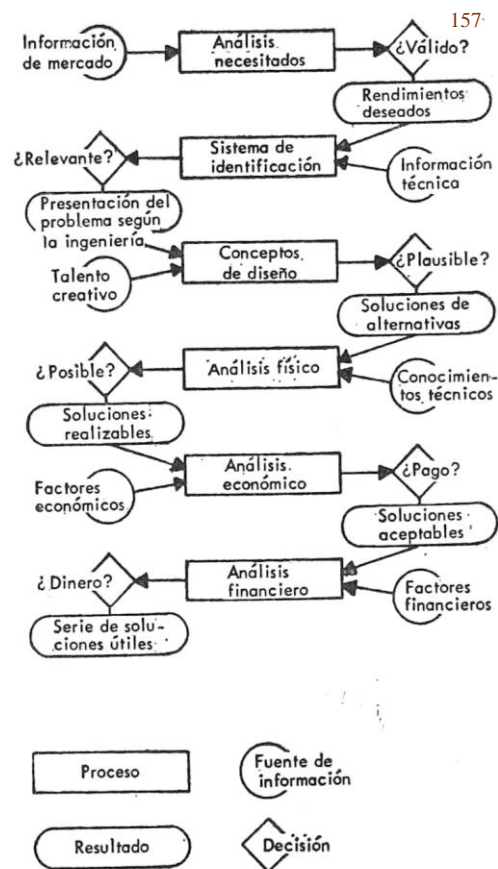 157
Información
de mercado
Análisis
necesitados
¿Válido?
Rendimientos
deseados
¿Relevante?
Sistema de
identificación
Información
técnica
Presentación del
problema según
la ingeniería
Talento
creativo
Conceptos
de diseño
¿Plausible?
Soluciones de
alternativas
¿Posible?
Análisis físico
Conocimien-
tos técnicos
Soluciones
realizables
Factores
económicos
Análisis
económico
¿Pago?
Soluciones
aceptables
¿Dinero?
Análisis
financiero
Factores
financieros
Serie de solu-
ciones útiles
Proceso
Fuente de
información
Resultado
Decisión